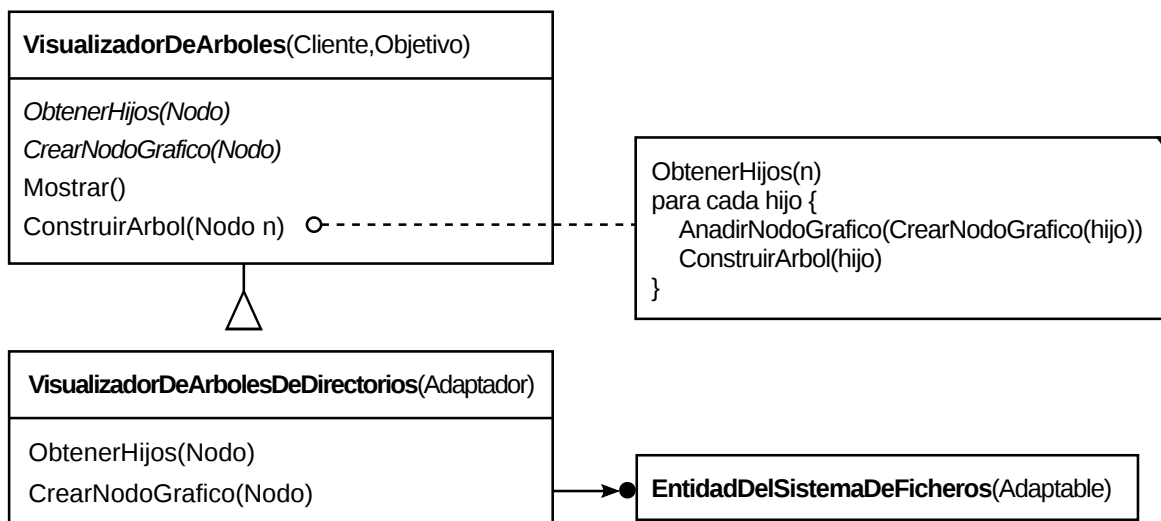 VisualizadorDeArboles(Cliente,Objetivo)
ObtenerHijos(Nodo)
CrearNodoGrafico(Nodo)
Mostrar()
ConstruirArbol(Nodo n)
ObtenerHijos(n)
para cada hijo {
AnadirNodoGrafico(CrearNodoGrafico(hijo))
ConstruirArbol(hijo)
}
VisualizadorDeArbolesDeDirectorios(Adaptador)
ObtenerHijos(Nodo)
CrearNodoGrafico(Nodo)
EntidadDelSistemaDeFicheros(Adaptable)